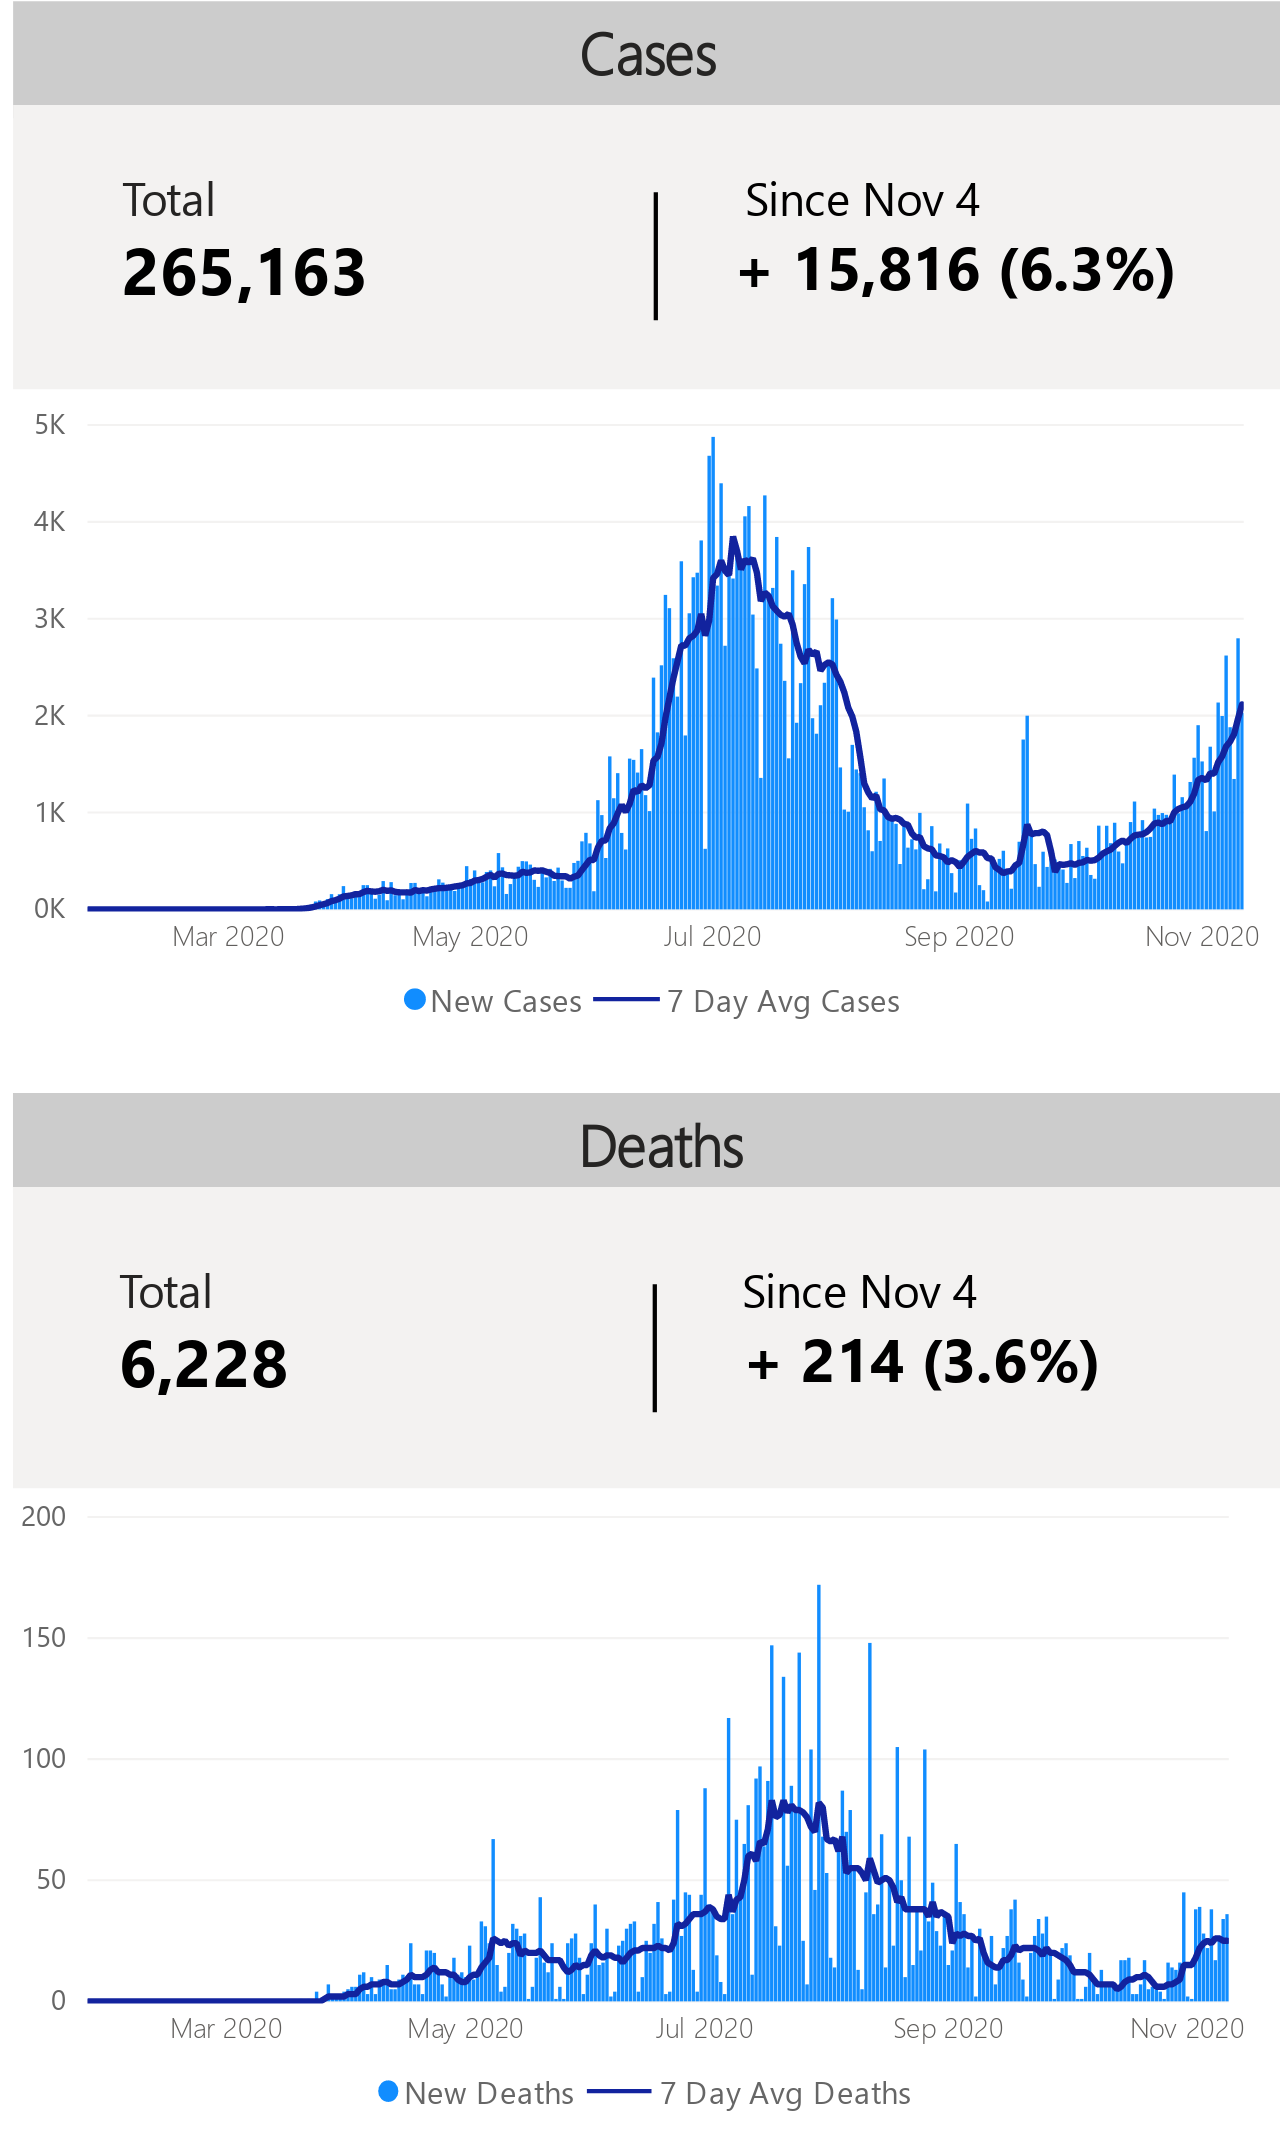 Cases
Total
Since Nov 4
265,163
+ 15,816 (6.3%)
5K
4K
3K
2K
1K
0K
Mar 2020 May 2020 Jul 2020 Sep 2020 Nov 2020
New Cases 7 Day Avg Cases
Deaths
Total
Since Nov 4
6,228
+ 214 (3.6%)
200
150
100
50
0
Mar 2020 May 2020 Jul 2020 Sep 2020 Nov 2020
New Deaths 7 Day Avg Deaths